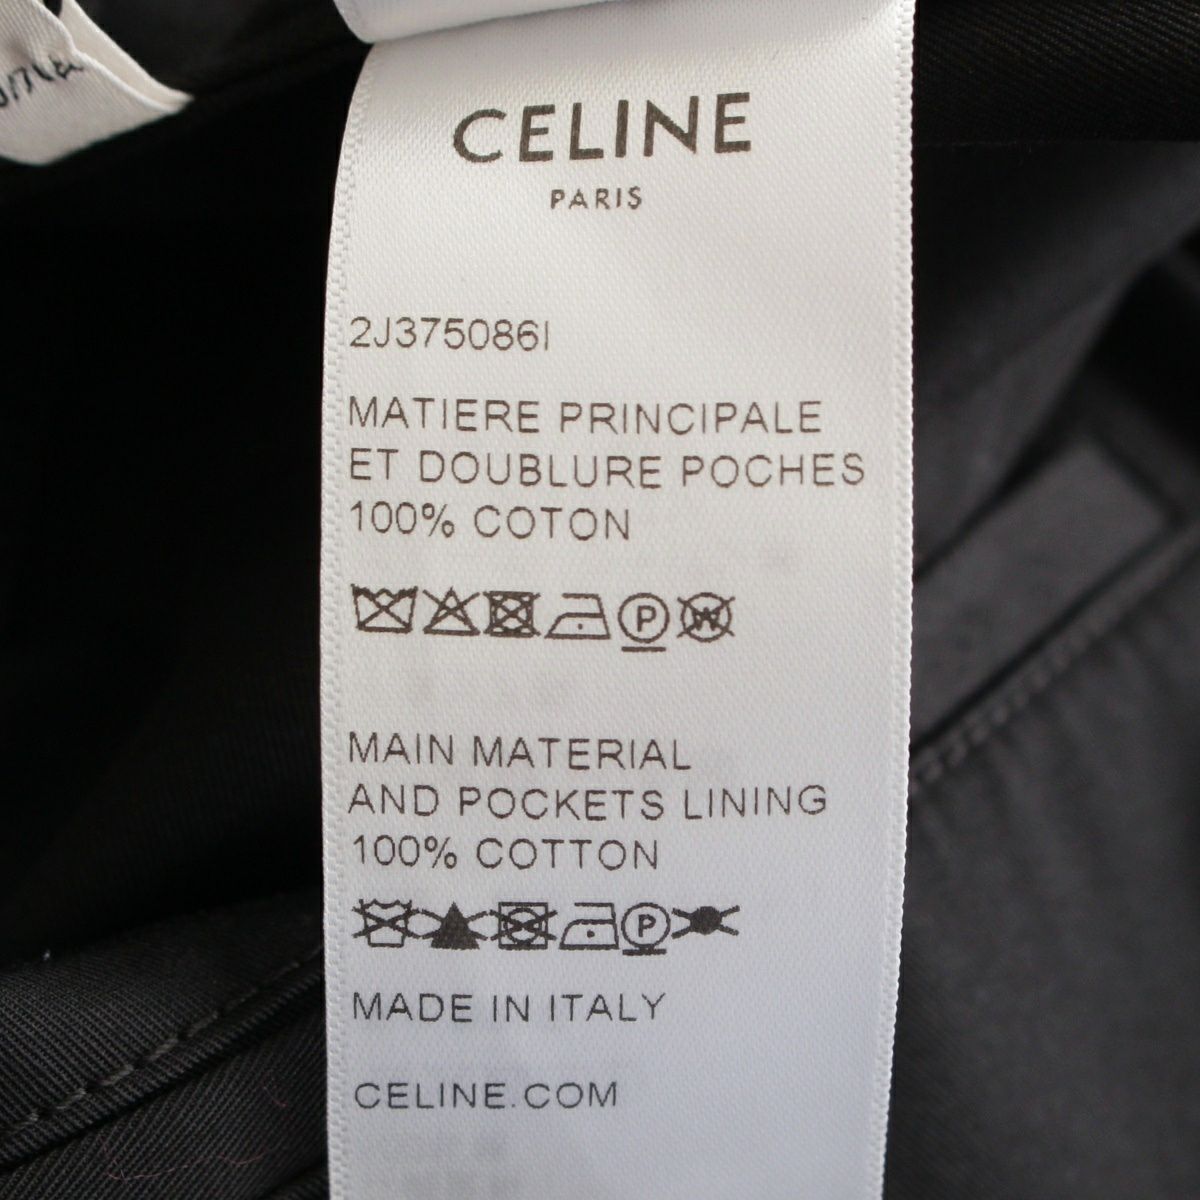 CELINE
PARIS
2J375086I
MATIERE PRINCIPALE
ET DOUBLURE POCHES
100% COTON
P W
MAIN MATERIAL
AND POCKETS LINING
100% COTTON
P
MADE IN ITALY
CELINE.COM